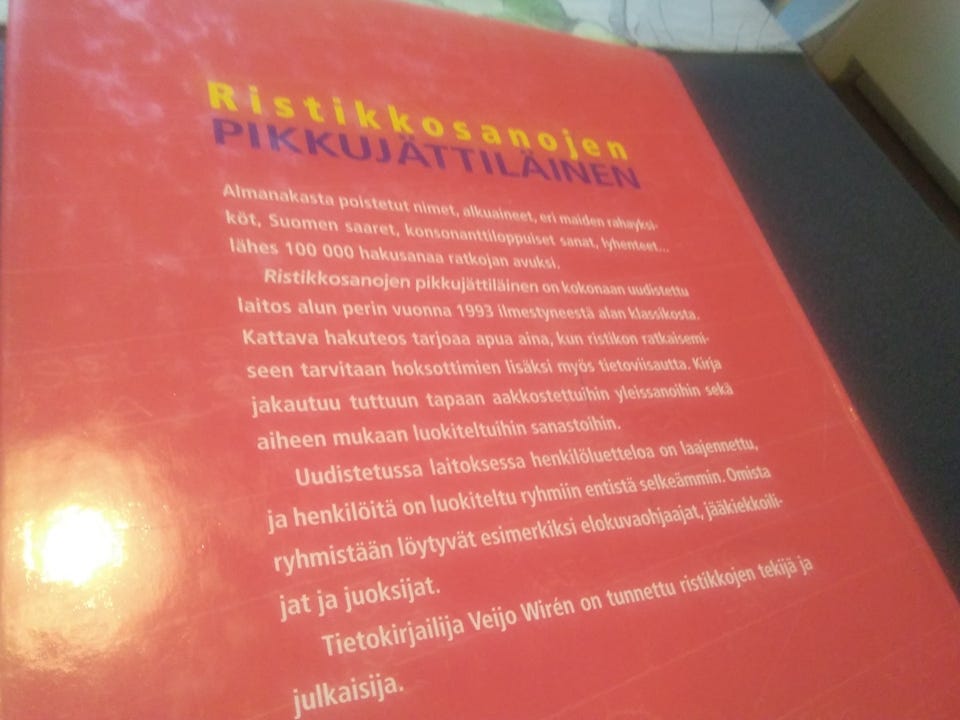 Ristikkosanojen
PIKKUJÄTTILÄINEN
Almanakasta poistetut nimet, alkuaineet, eri maiden rahayksi-
köt, Suomen saaret, konsonanttiloppuiset sanat, lyhenteet...
lähes 100 000 hakusanaa ratkojan avuksi.
Ristikkosanojen pikkujättiläinen on kokonaan uudistettu
laitos alun perin vuonna 1993 ilmestyneestä alan klassikosta.
Kattava hakuteos tarjoaa apua aina, kun ristikon ratkaisemi-
seen tarvitaan hoksottimien lisäksi myös tietoviisautta. Kirja
jakautuu tuttuun tapaan aakkostettuihin yleissanoihin sekä
aiheen mukaan luokiteltuihin sanastoihin.
Uudistetussa laitoksessa henkilöluetteloa on laajennettu,
ja henkilöitä on luokiteltu ryhmiin entistä selkeämmin. Omista
ryhmistään löytyvät esimerkiksi elokuvaohjaajat, jääkiekkoili-
jat ja juoksijat.
Tietokirjailija Veijo Wirén on tunnettu ristikkojen tekijä ja
julkaisija.